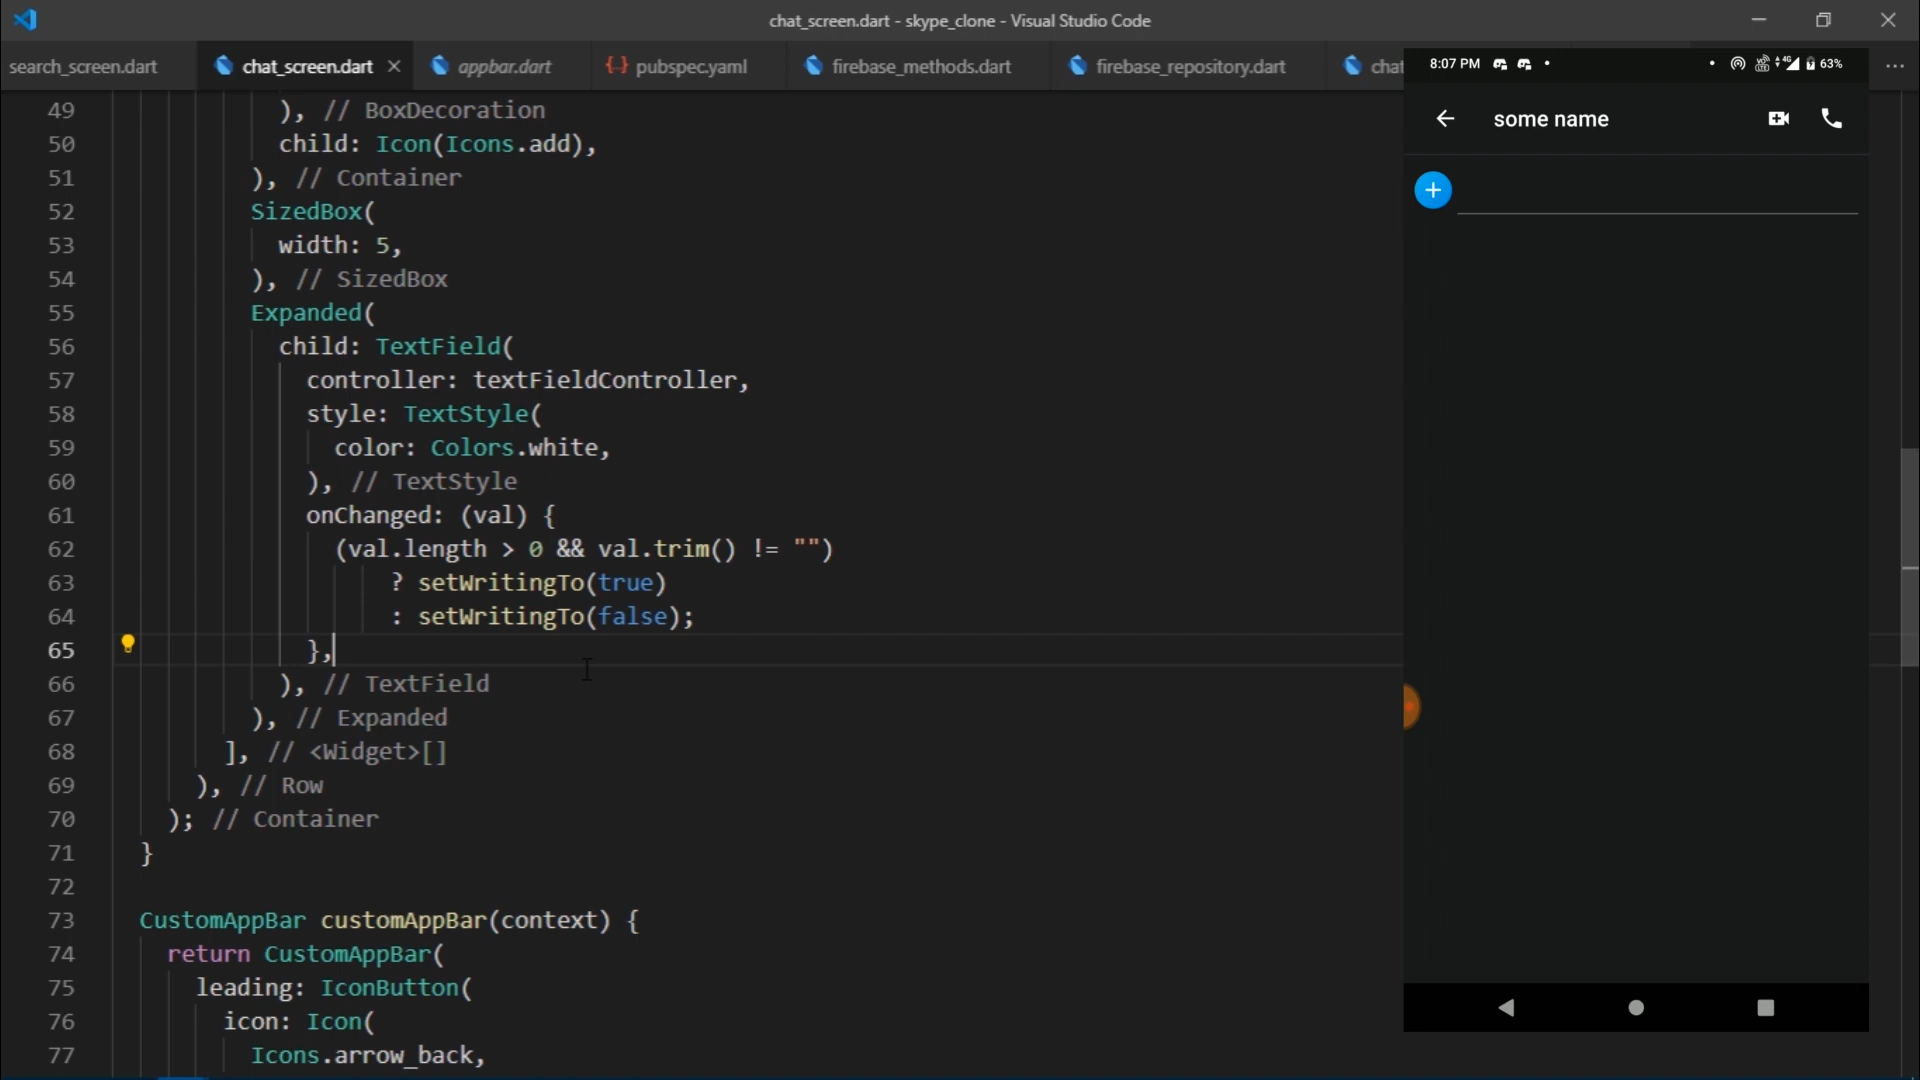 chat_screen.dart - skype_clone - Visual Studio Code
search_screen.dart
chat_screen.dart
appbar.dart
{} pubspec.yaml
firebase_methods.dart
firebase_repository.dart
chat
...
49 ), // BoxDecoration
50 child: Icon(Icons.add),
51 ), // Container
52 SizedBox(
53 width: 5,
54 ), // SizedBox
55 Expanded(
56 child: TextField(
57 controller: textFieldController,
58 style: TextStyle(
59 color: Colors.white,
60 ), // TextStyle
61 onChanged: (val) {
62 (val.length > 0 && val.trim() != "")
63 ? setWritingTo(true)
64 : setWritingTo(false);
65 },
66 ), // TextField
67 ), // Expanded
68 ], // <Widget>[]
69 ), // Row
70 ); // Container
71 }
72
73 CustomAppBar customAppBar(context) {
74 return CustomAppBar(
75 leading: IconButton(
76 icon: Icon(
77 Icons.arrow_back,
8:07 PM
4G
63%
some name